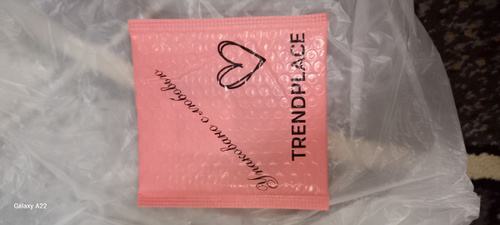 Упаковано с любовью
TRENDPLACE
Galaxy A22